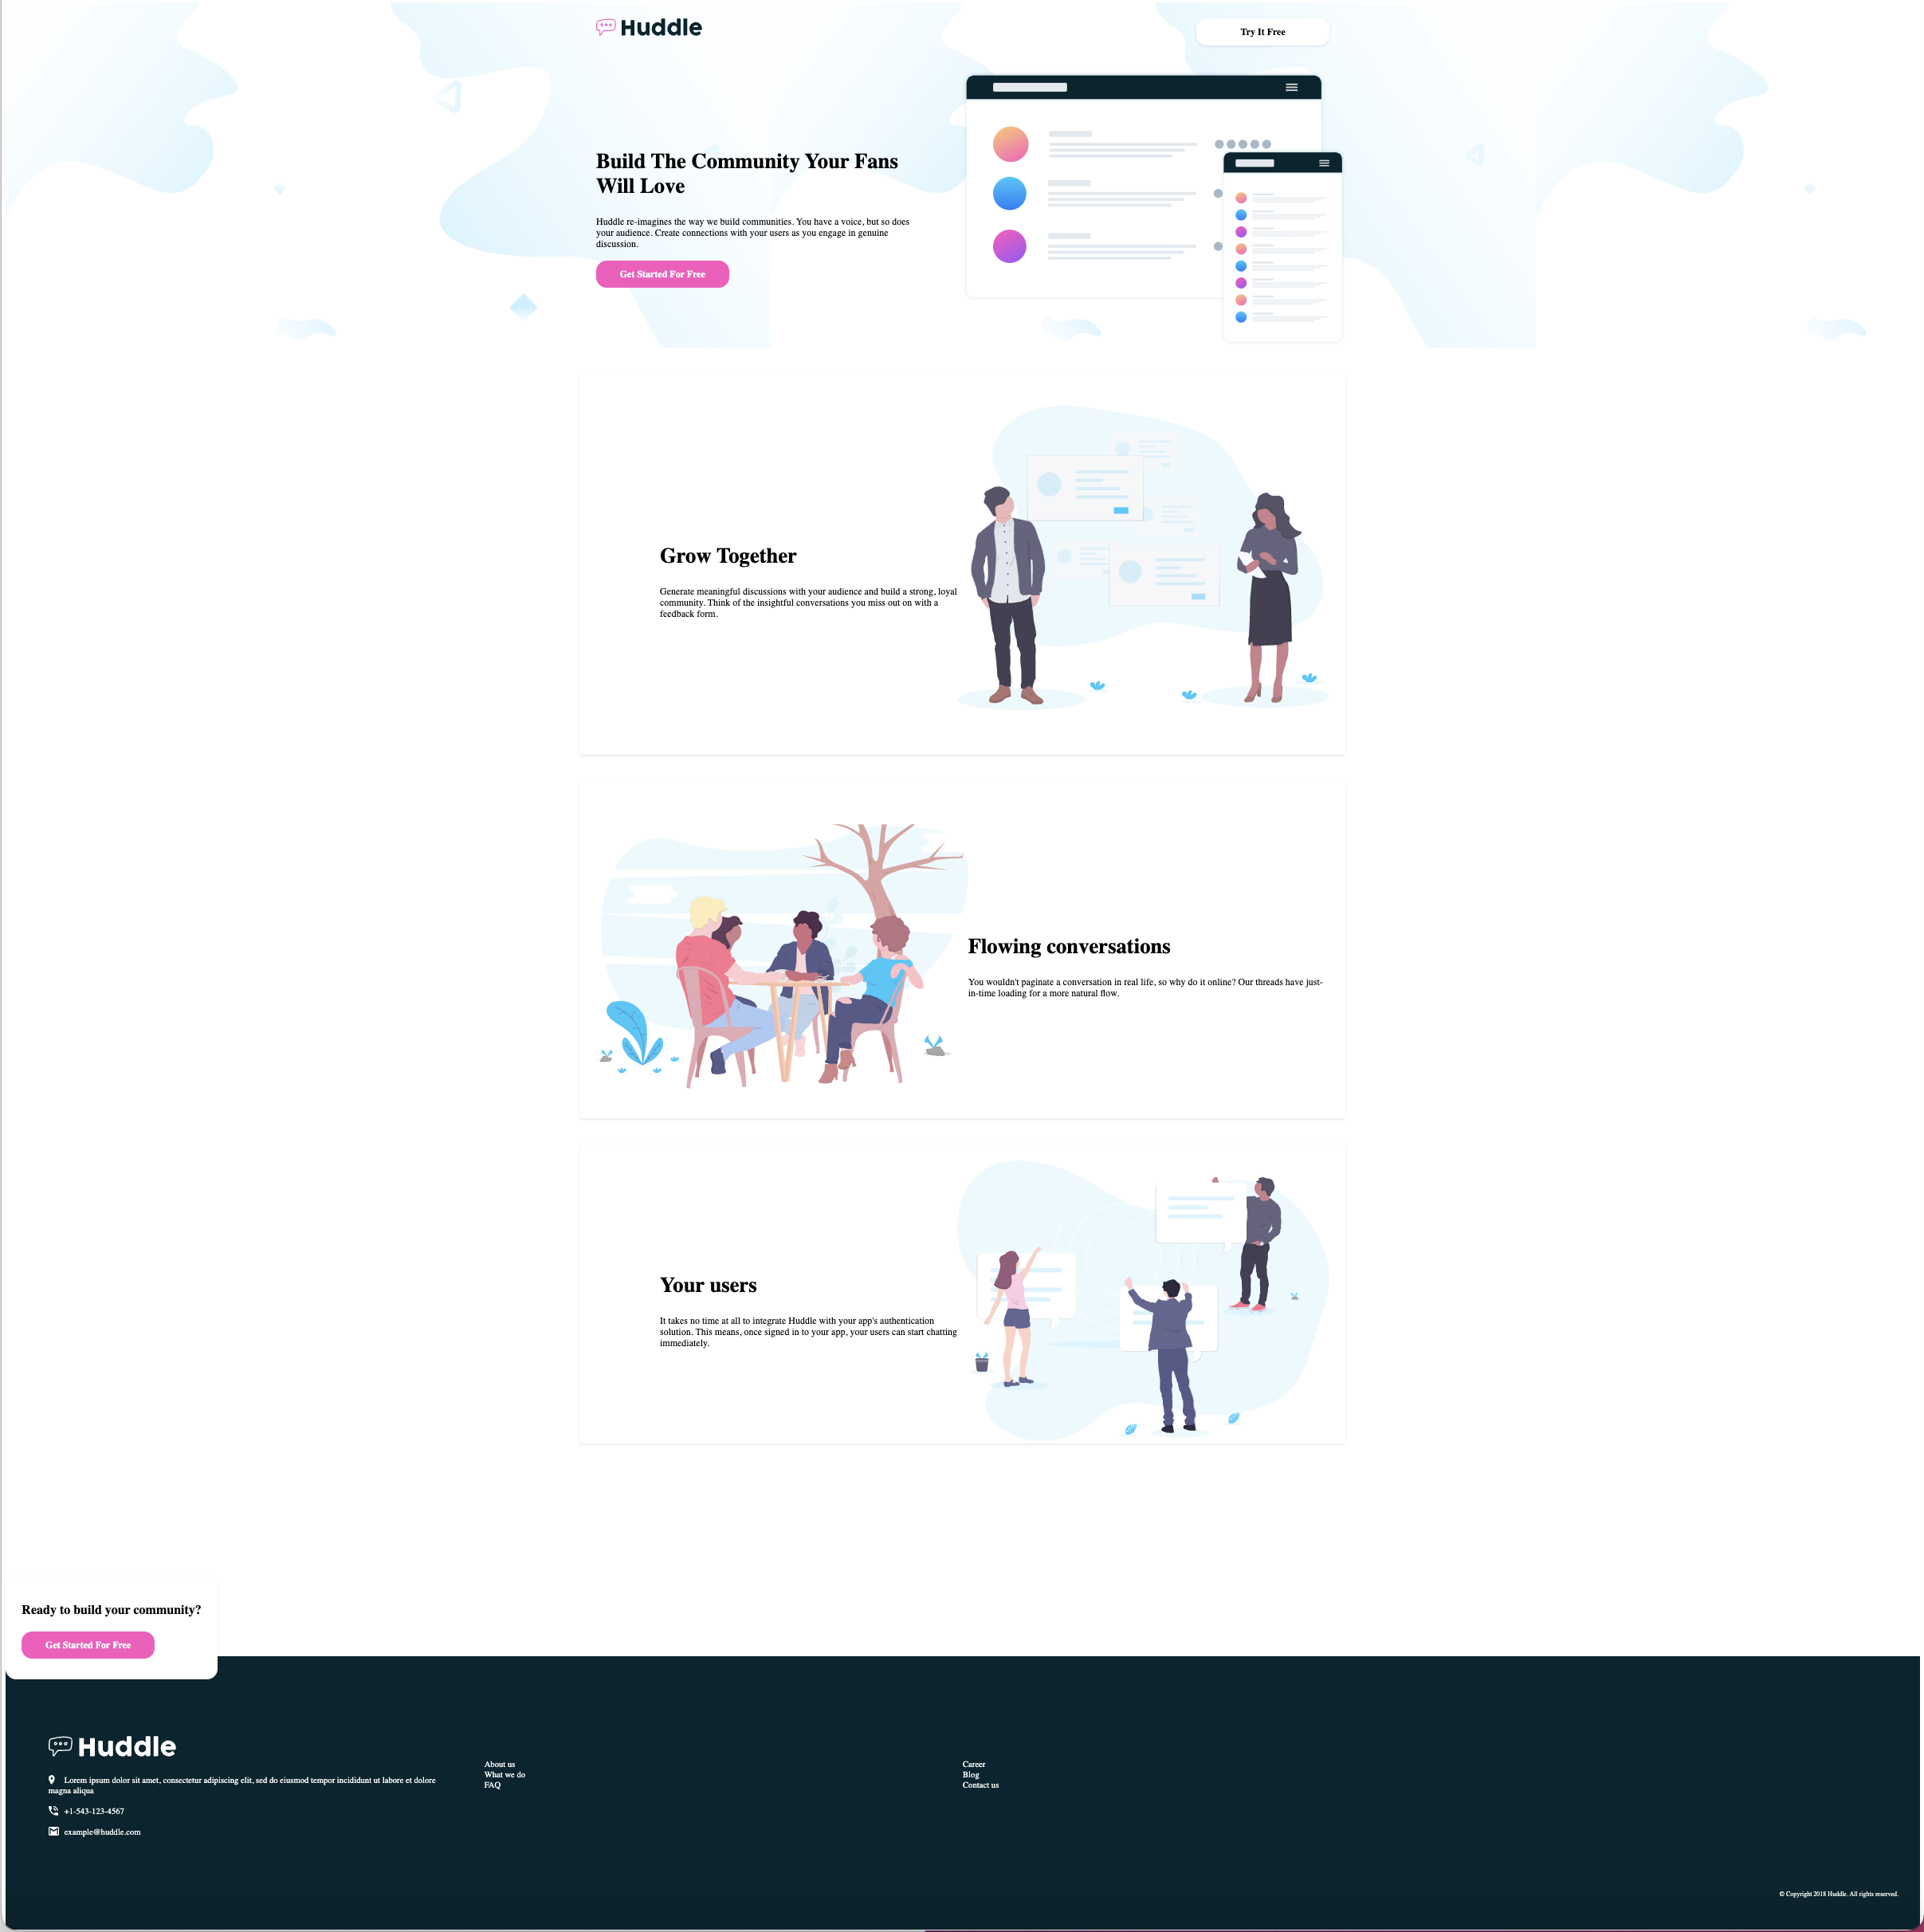 Huddle
Try It Free
Build The Community Your Fans
Will Love
Huddle re-imagines the way we build communities. You have a voice, but so does
your audience. Create connections with your users as you engage in genuine
discussion.
Get Started For Free
Grow Together
Generate meaningful discussions with your audience and build a strong, loyal
community. Think of the insightful conversations you miss out on with a
feedback form.
Flowing conversations
You wouldn't paginate a conversation in real life, so why do it online? Our threads have just-
in-time loading for a more natural flow.
Your users
It takes no time at all to integrate Huddle with your app's authentication
solution. This means, once signed in to your app, your users can start chatting
immediately.
Ready to build your community?
Get Started For Free
Huddle
Lorem ipsum dolor sit amet, consectetur adipiscing elit, sed do eiusmod tempor incididunt ut labore et dolore
magna aliqua
+1-543-123-4567
example@huddle.com
About us
What we do
FAQ
Career
Blog
Contact us
© Copyright 2018 Huddle. All rights reserved.